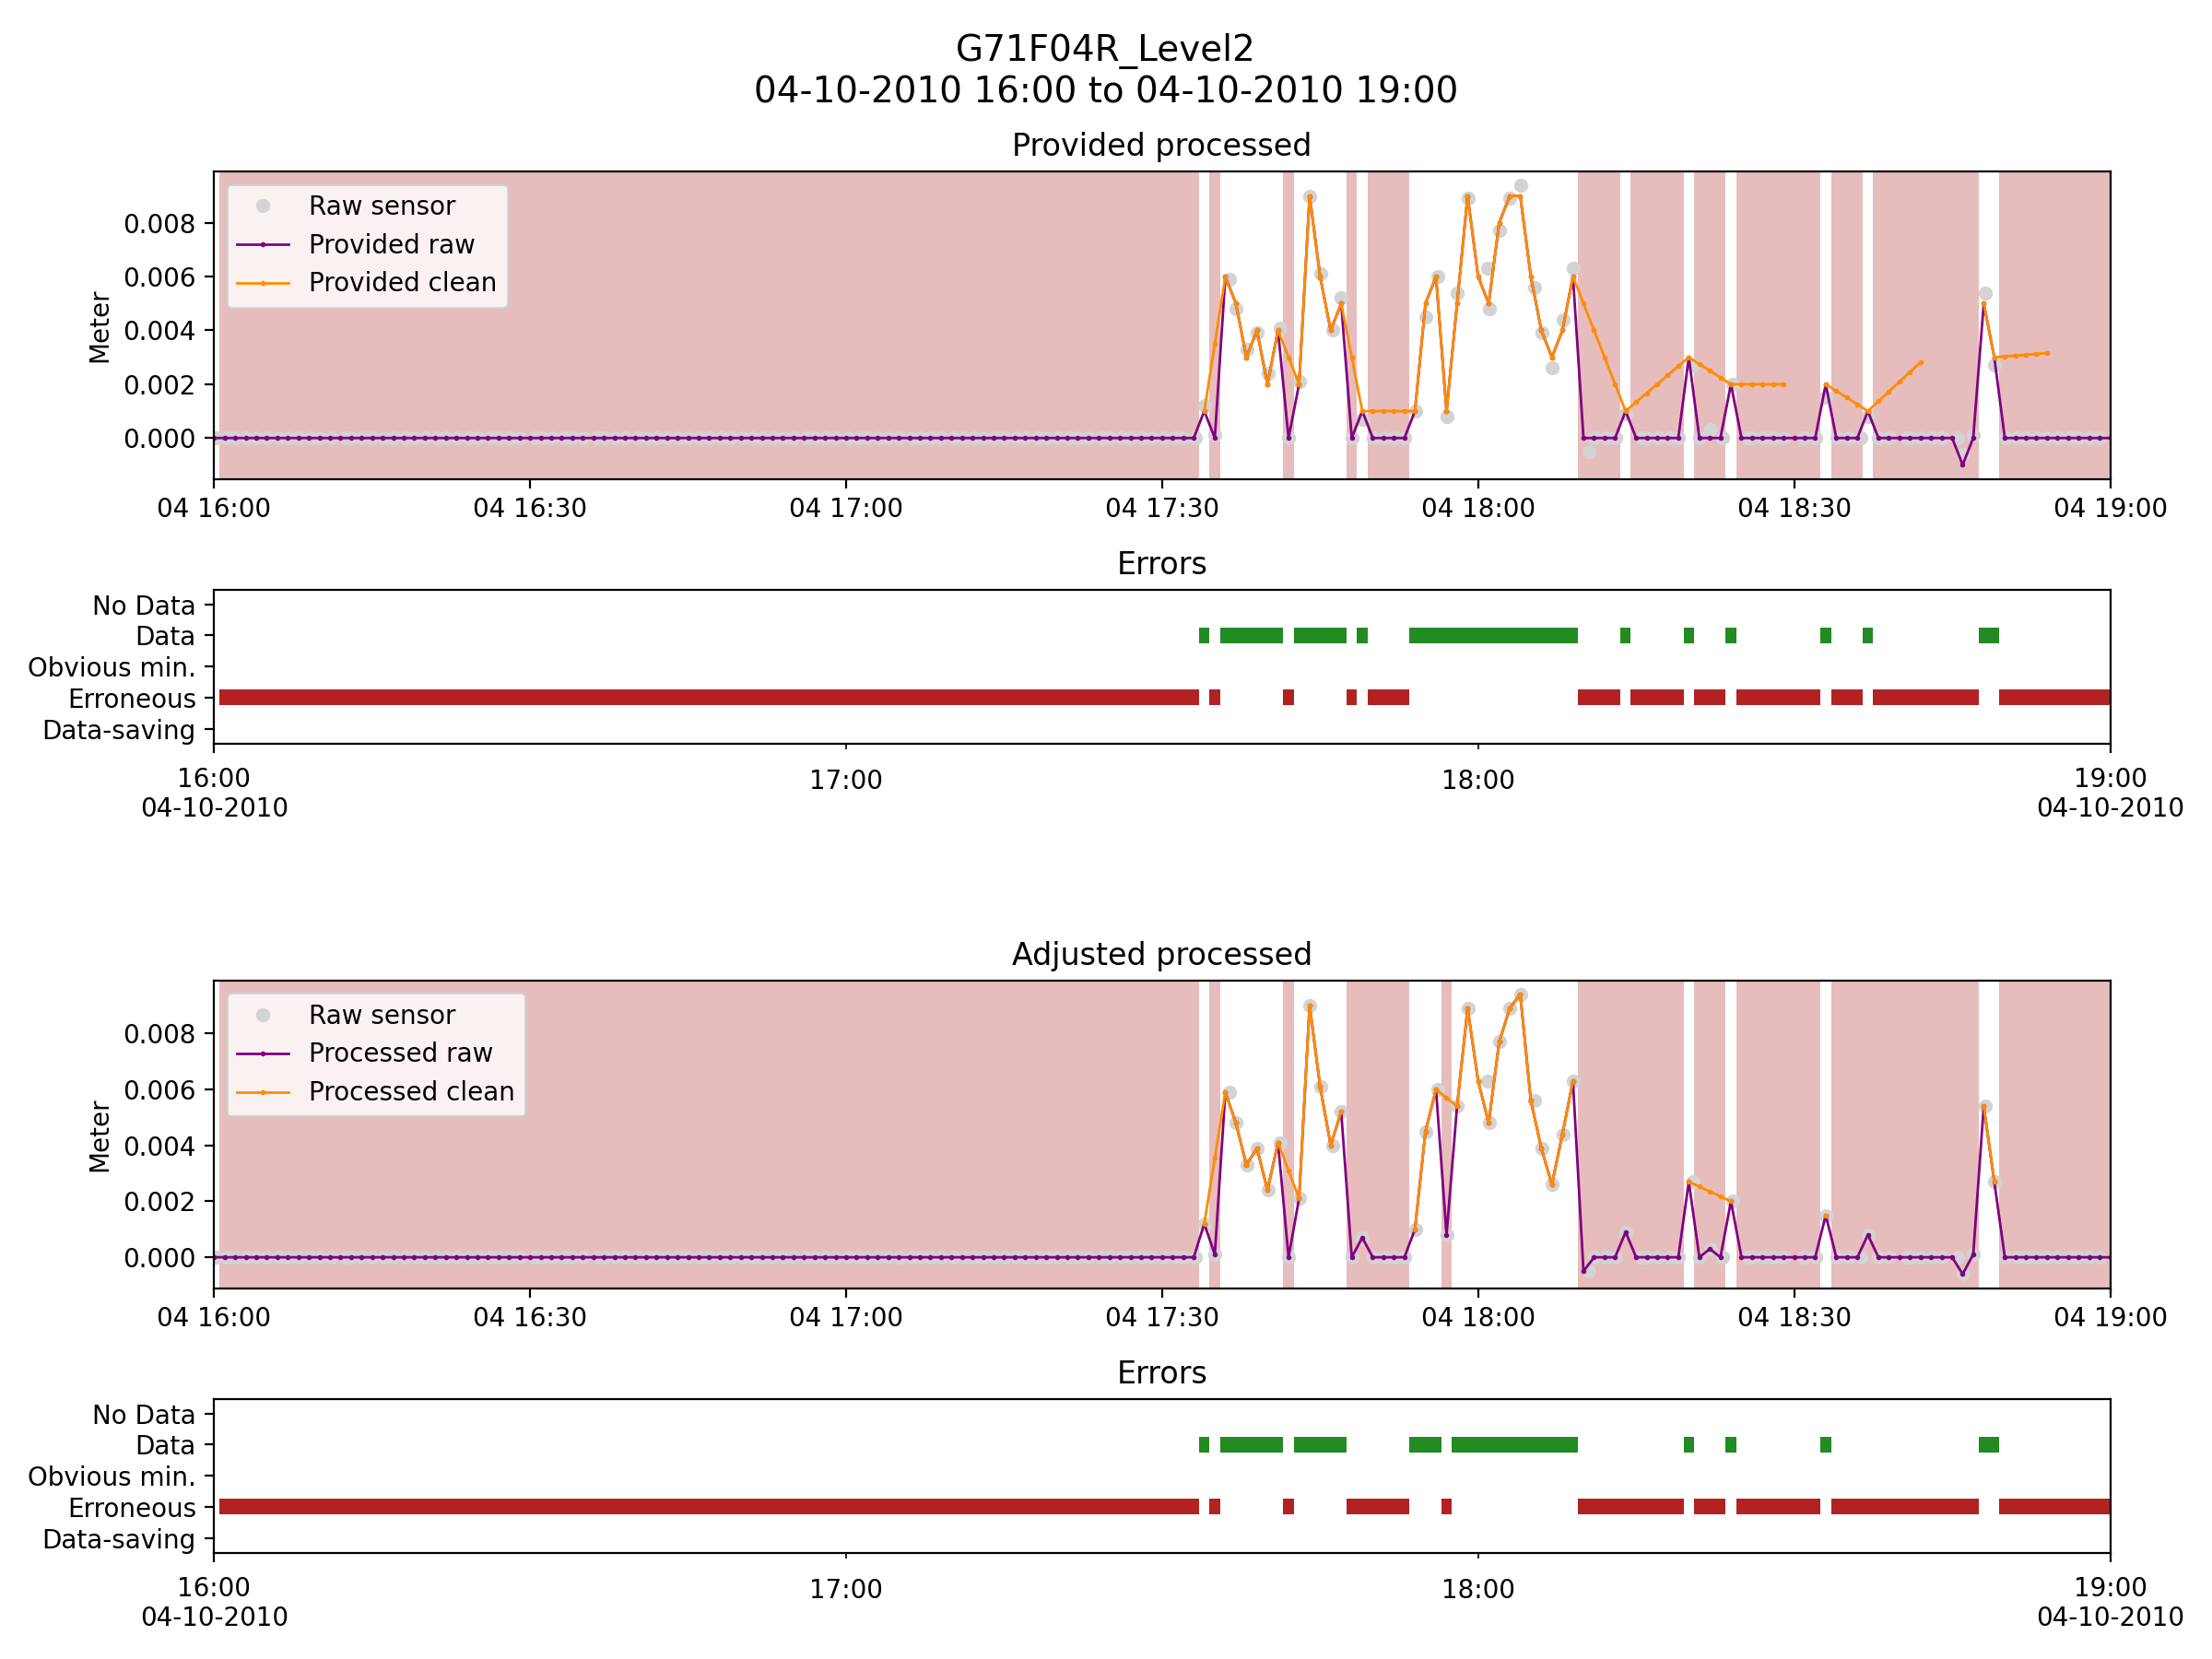 G71F04R_Level2
04-10-2010 16:00 to 04-10-2010 19:00
Provided processed
Raw sensor
Provided raw
Provided clean
Meter
0.008
0.006
0.004
0.002
0.000
04 16:00 04 16:30 04 17:00 04 17:30 04 18:00 04 18:30 04 19:00
Errors
No Data
Data
Obvious min.
Erroneous
Data-saving
16:00 17:00 18:00 19:00
04-10-2010 04-10-2010
Adjusted processed
Raw sensor
Processed raw
Processed clean
Meter
0.008
0.006
0.004
0.002
0.000
04 16:00 04 16:30 04 17:00 04 17:30 04 18:00 04 18:30 04 19:00
Errors
No Data
Data
Obvious min.
Erroneous
Data-saving
16:00 17:00 18:00 19:00
04-10-2010 04-10-2010